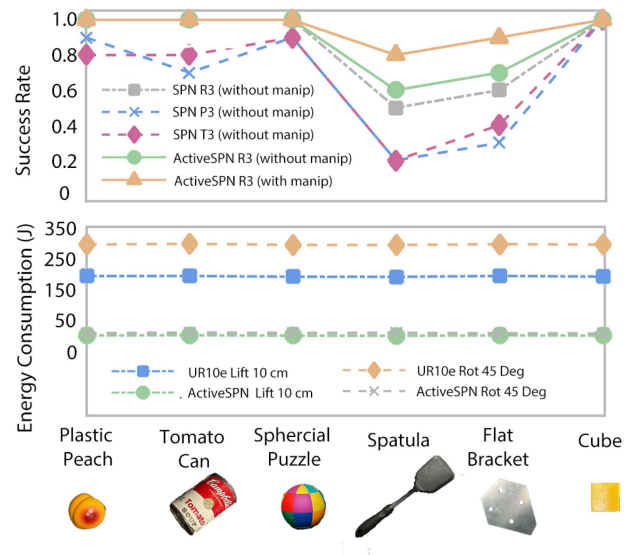 1.0
0.8
0.6
0.4
0.2
0
Success Rate
SPN R3 (without manip)
SPN P3 (without manip)
SPN T3 (without manip)
ActiveSPN R3 (without manip)
ActiveSPN R3 (with manip)
350
250
150
50
0
Energy Consumption (J)
UR10e Lift 10 cm
UR10e Rot 45 Deg
ActiveSPN Lift 10 cm
ActiveSPN Rot 45 Deg
Plastic Peach
Tomato Can
Sphercial Puzzle
Spatula
Flat Bracket
Cube
Campbell's
Tomato
SOUP